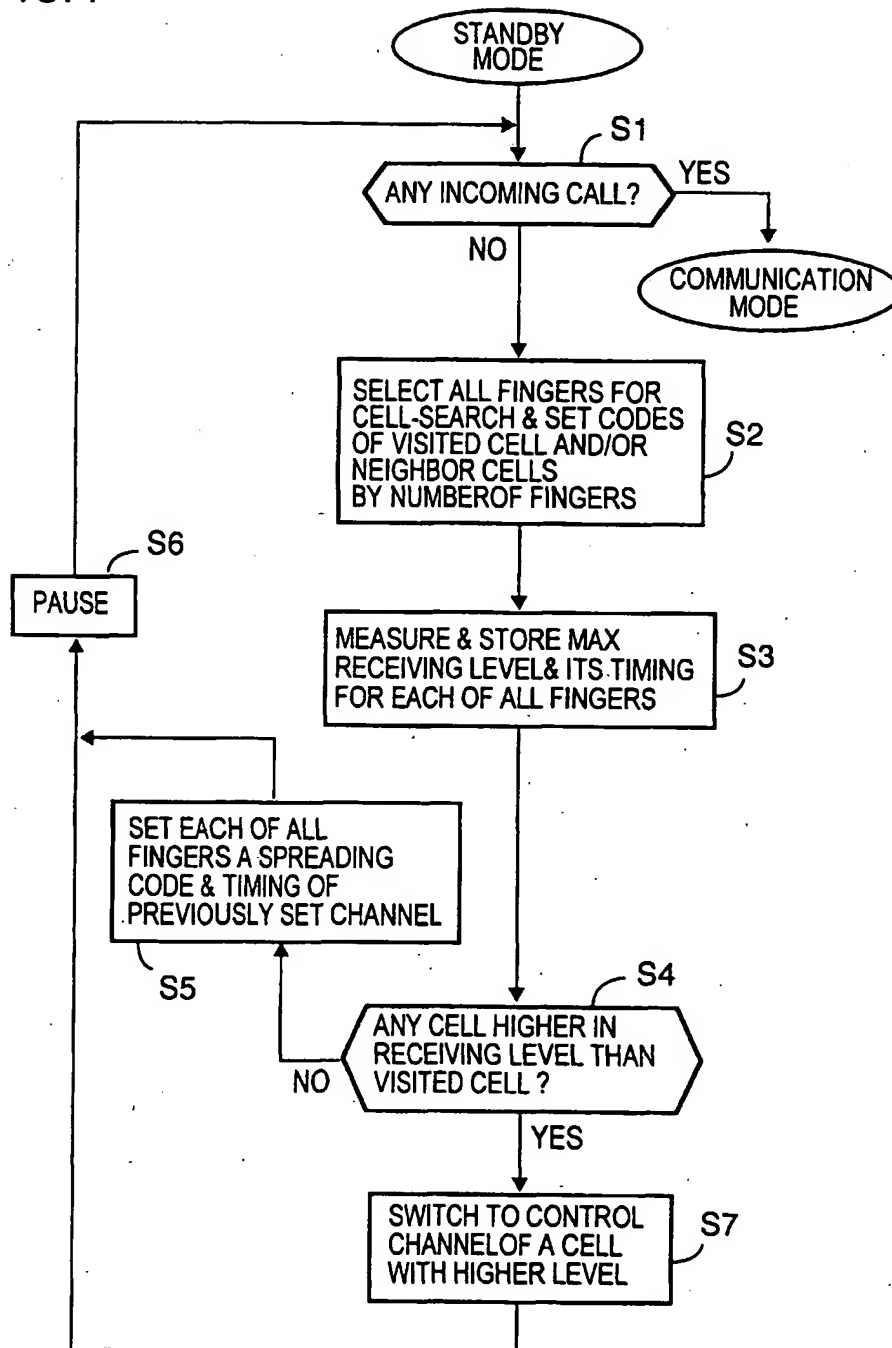 STANDBY
MODE
S1
ANY INCOMING CALL?
YES
NO
COMMUNICATION
MODE
SELECT ALL FINGERS FOR
CELL-SEARCH & SET CODES
OF VISITED CELL AND/OR
NEIGHBOR CELLS
BY NUMBEROF FINGERS
S2
S6
PAUSE
MEASURE & STORE MAX
RECEIVING LEVEL& ITS TIMING
FOR EACH OF ALL FINGERS
S3
SET EACH OF ALL
FINGERS A SPREADING
CODE & TIMING OF
PREVIOUSLY SET CHANNEL
S5
S4
ANY CELL HIGHER IN
RECEIVING LEVEL THAN
VISITED CELL ?
NO
YES
SWITCH TO CONTROL
CHANNELOF A CELL
WITH HIGHER LEVEL
S7